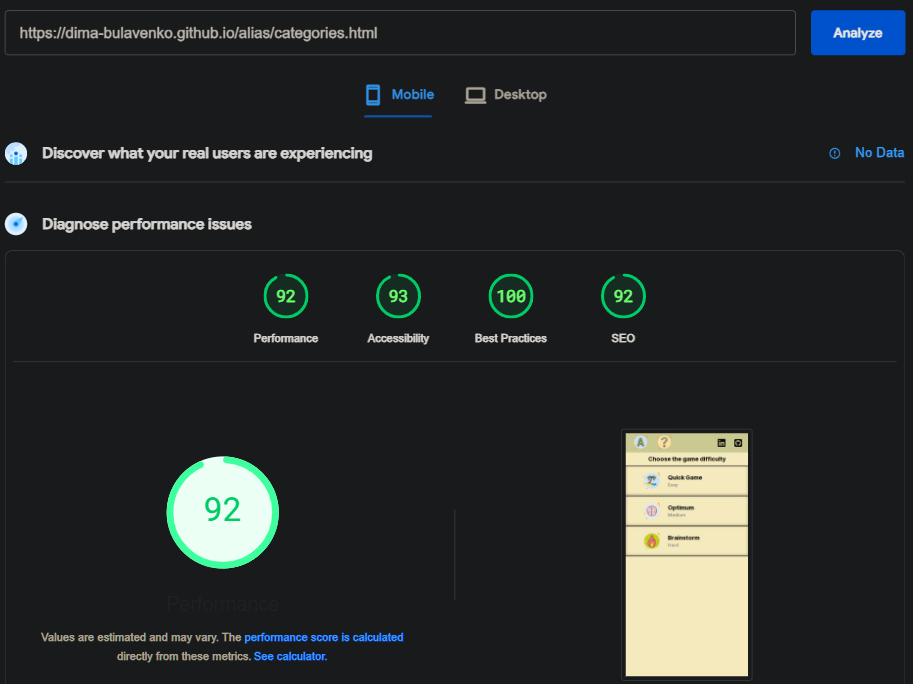 https://dima-bulavenko.github.io/alias/categories.html
Analyze
Mobile
Desktop
Discover what your real users are experiencing
No Data
Diagnose performance issues
92
93
100
92
Performance
Accessibility
Best Practices
SEO
92
Performance
Values are estimated and may vary. The performance score is calculated
directly from these metrics. See calculator.
A
?
Choose the game difficulty
Quick Game
Easy
Optimum
Medium
Brainstorm
Hard